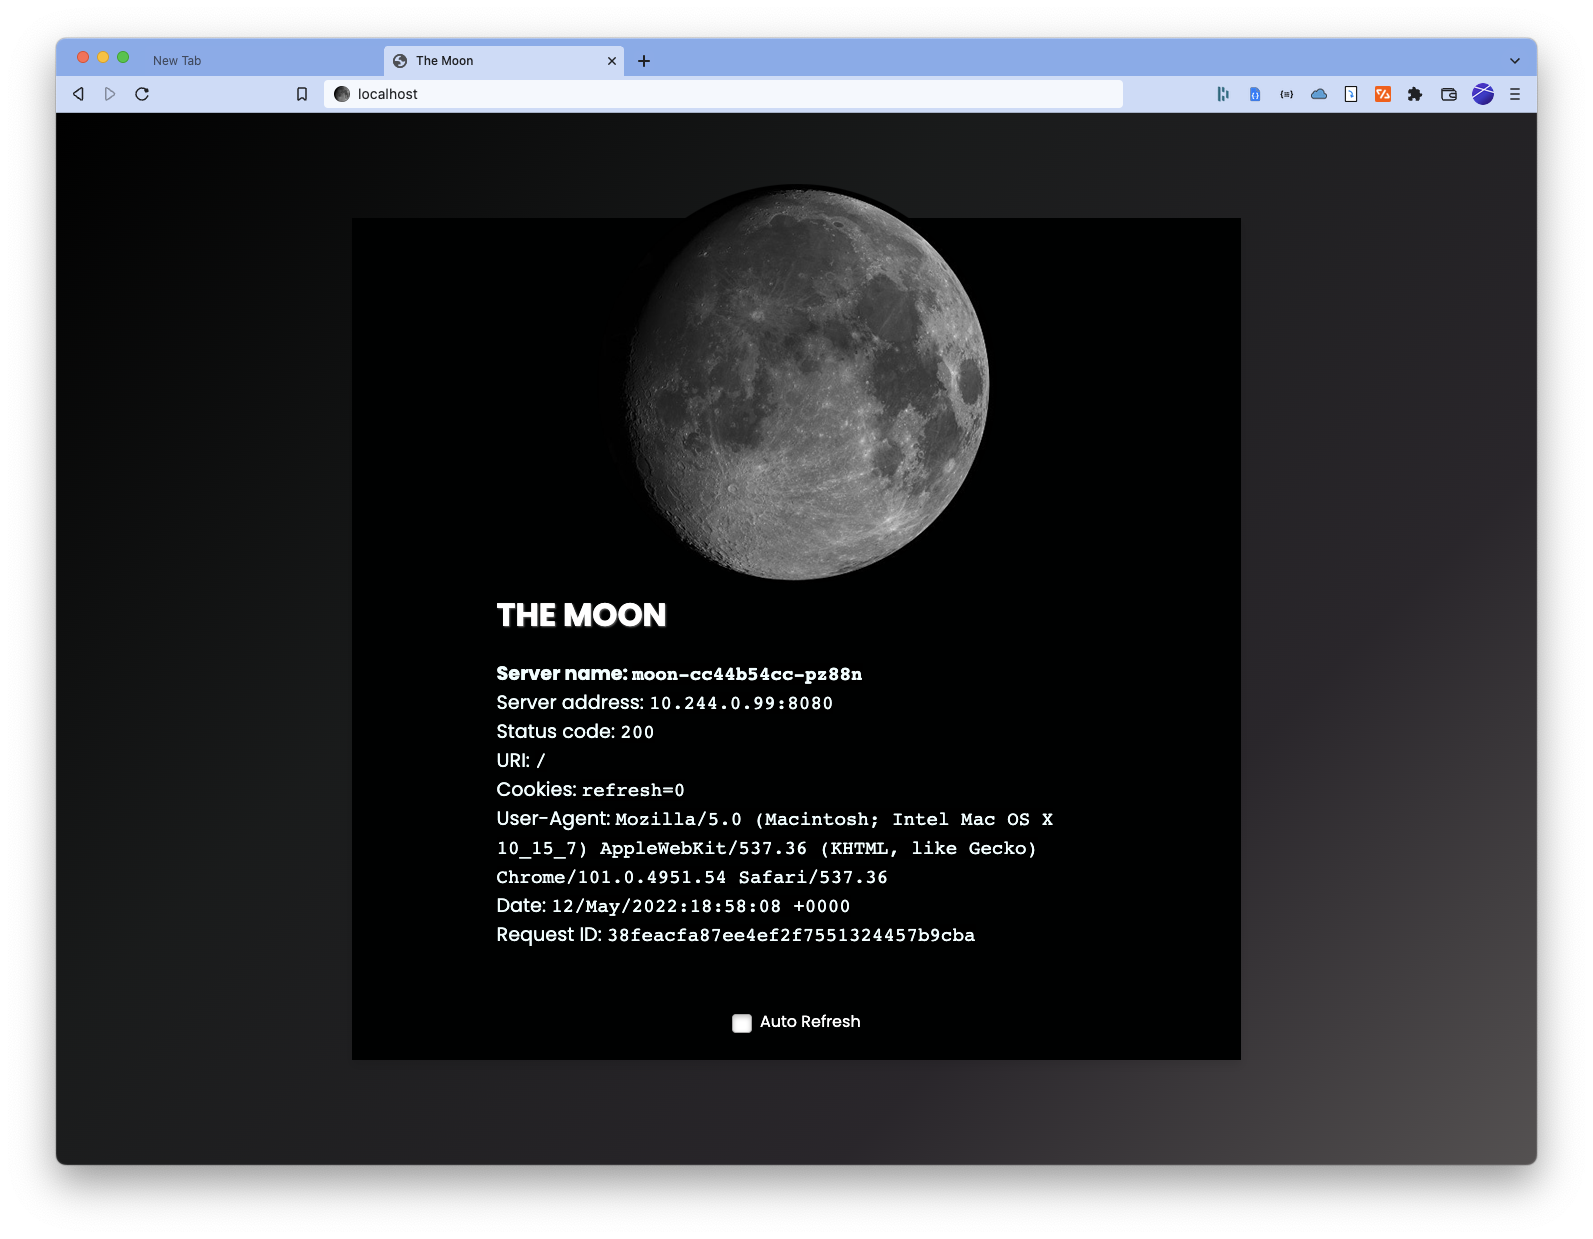 New Tab
The Moon
localhost
THE MOON
Server name: moon-cc44b54cc-pz88n
Server address: 10.244.0.99:8080
Status code: 200
URI: /
Cookies: refresh=0
User-Agent: Mozilla/5.0 (Macintosh; Intel Mac OS X
10_15_7) AppleWebKit/537.36 (KHTML, like Gecko)
Chrome/101.0.4951.54 Safari/537.36
Date: 12/May/2022:18:58:08 +0000
Request ID: 38feacfa87ee4ef2f7551324457b9cba
Auto Refresh